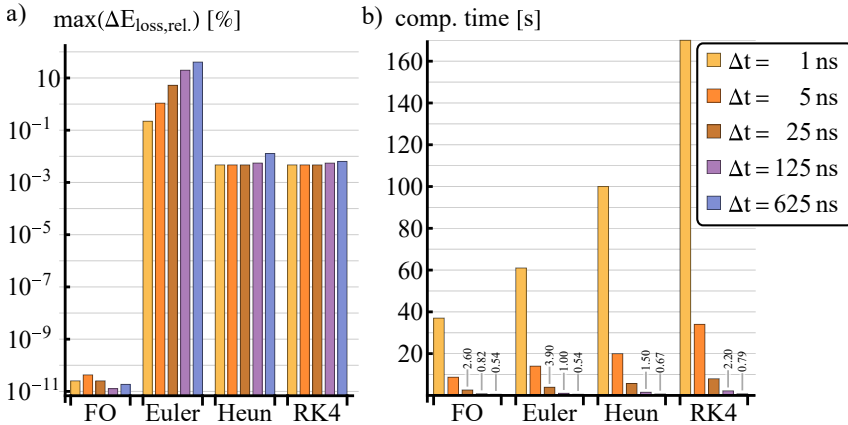 a)
max(ΔE_loss,rel.) [%]
10
10⁻¹
10⁻³
10⁻⁵
10⁻⁷
10⁻⁹
10⁻¹¹
FO Euler Heun RK4
b)
comp. time [s]
160
140
120
100
80
60
40
20
2.60 0.82 0.54 3.90 1.00 0.54 1.50 0.67 2.20 0.79
FO Euler Heun RK4
Δt = 1 ns
Δt = 5 ns
Δt = 25 ns
Δt = 125 ns
Δt = 625 ns